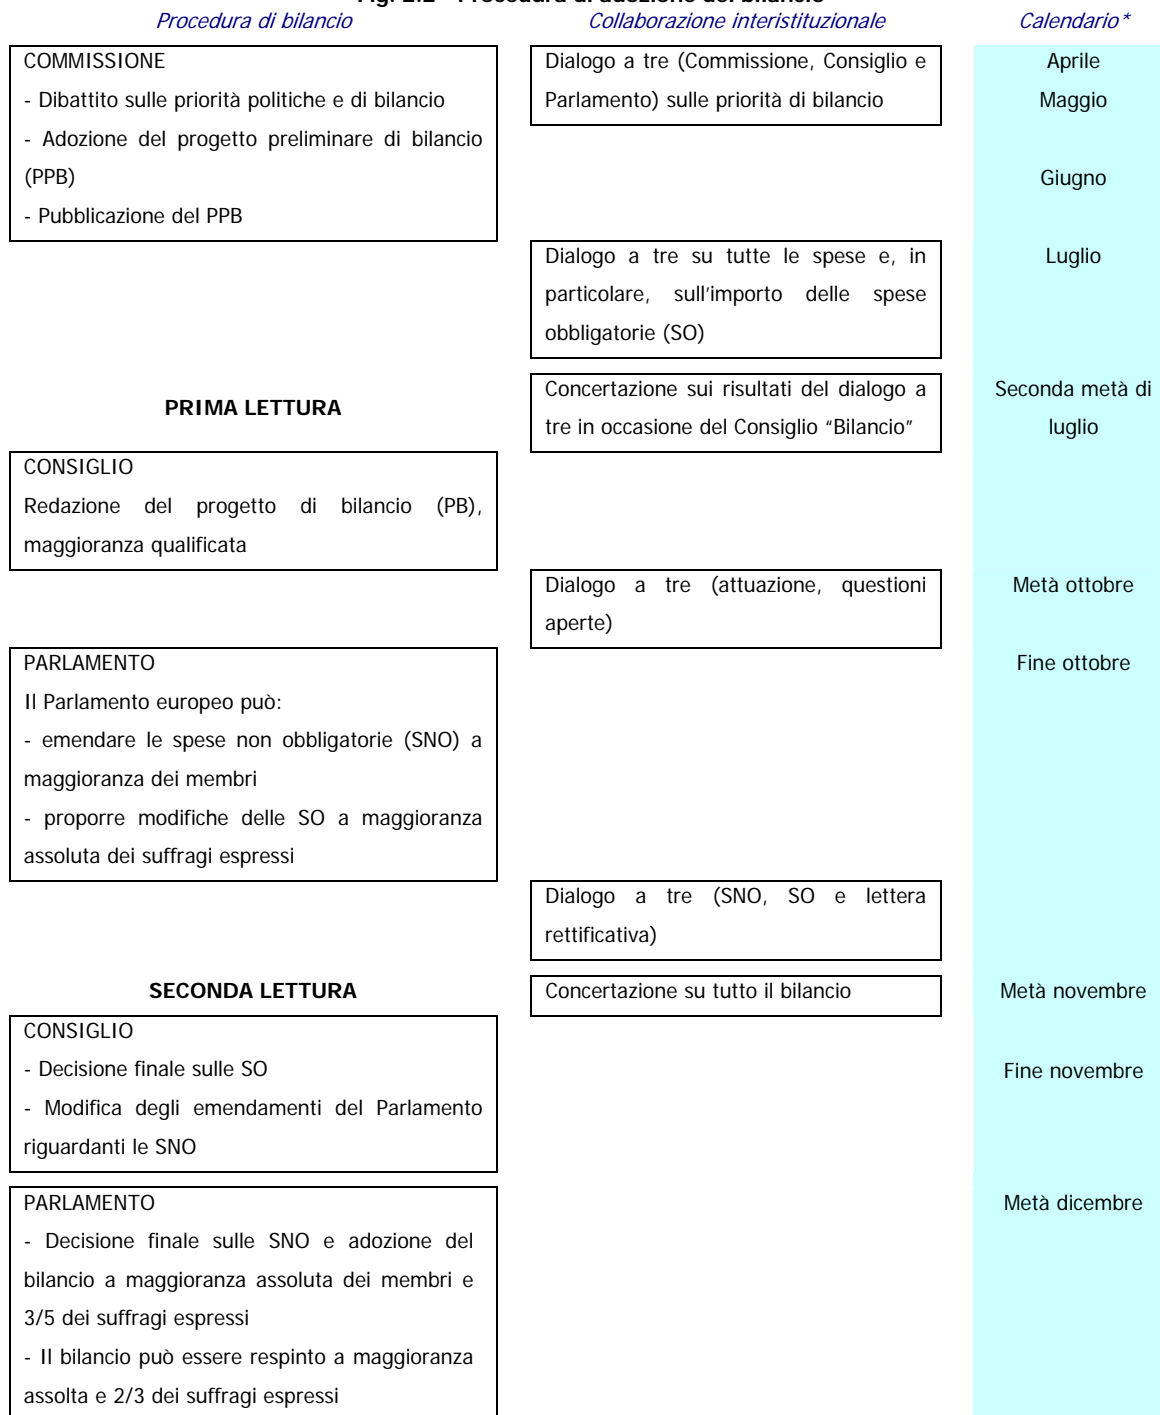 Procedura di bilancio
Collaborazione interistituzionale
Calendario*
COMMISSIONE
- Dibattito sulle priorità politiche e di bilancio
- Adozione del progetto preliminare di bilancio
(PPB)
- Pubblicazione del PPB
Dialogo a tre (Commissione, Consiglio e
Parlamento) sulle priorità di bilancio
Aprile
Maggio
Giugno
Dialogo a tre su tutte le spese e, in
particolare, sull'importo delle spese
obbligatorie (SO)
Luglio
PRIMA LETTURA
Concertazione sui risultati del dialogo a
tre in occasione del Consiglio "Bilancio"
Seconda metà di
luglio
CONSIGLIO
Redazione del progetto di bilancio (PB),
maggioranza qualificata
Dialogo a tre (attuazione, questioni
aperte)
Metà ottobre
PARLAMENTO
Il Parlamento europeo può:
- emendare le spese non obbligatorie (SNO) a
maggioranza dei membri
- proporre modifiche delle SO a maggioranza
assoluta dei suffragi espressi
Fine ottobre
Dialogo a tre (SNO, SO e lettera
rettificativa)
SECONDA LETTURA
Concertazione su tutto il bilancio
Metà novembre
CONSIGLIO
- Decisione finale sulle SO
- Modifica degli emendamenti del Parlamento
riguardanti le SNO
Fine novembre
PARLAMENTO
- Decisione finale sulle SNO e adozione del
bilancio a maggioranza assoluta dei membri e
3/5 dei suffragi espressi
- Il bilancio può essere respinto a maggioranza
assolta e 2/3 dei suffragi espressi
Metà dicembre